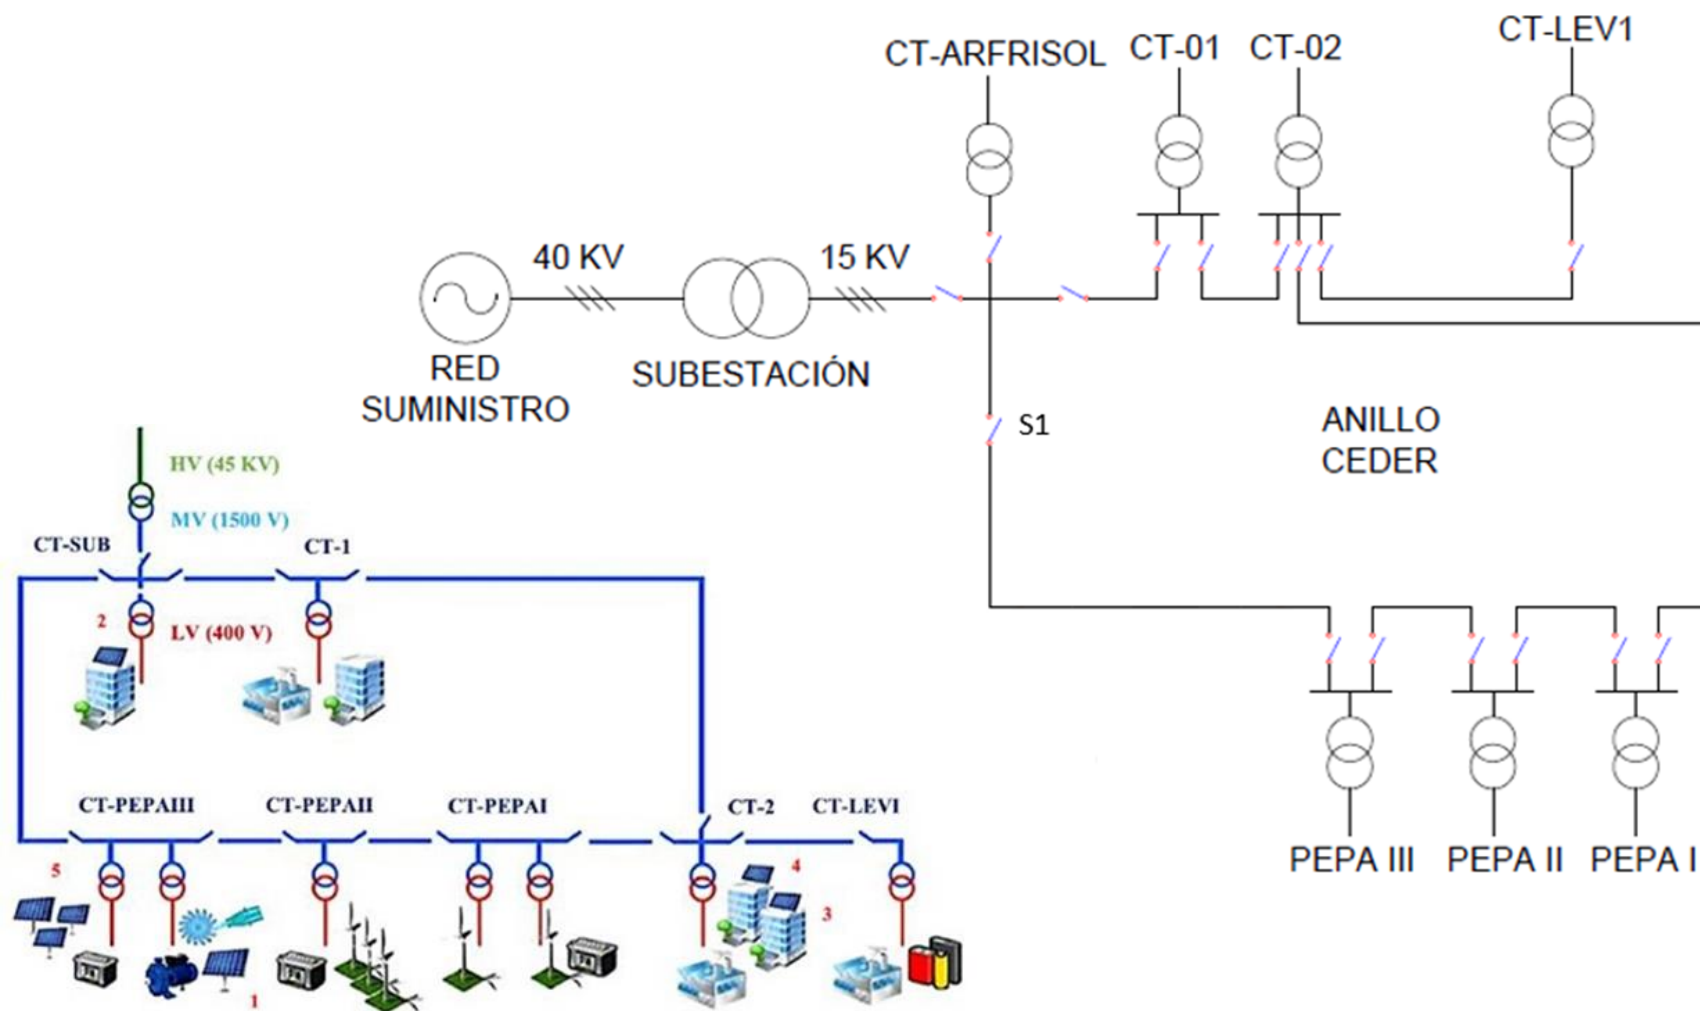 CT-ARFRISOL
CT-01
CT-02
CT-LEV1
40 KV
15 KV
RED
SUMINISTRO
SUBESTACIÓN
S1
ANILLO
CEDER
PEPA III
PEPA II
PEPA I
HV (45 KV)
MV (1500 V)
CT-SUB
CT-1
2
LV (400 V)
CT-PEPAIII
CT-PEPAII
CT-PEPAI
CT-2
CT-LEVI
5
4
3
1